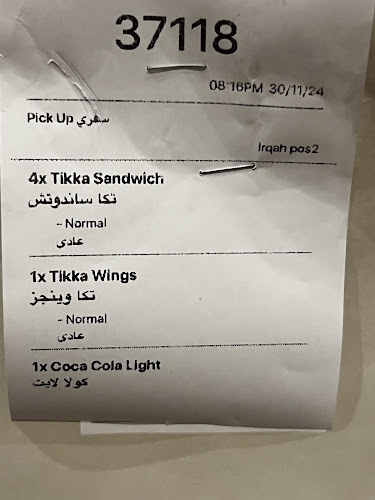 37118
08:16PM 30/11/24
Pick Up سفري
Irqah pos2
4x Tikka Sandwich
تكا ساندوتش
- Normal
عادي
1x Tikka Wings
تكا وينجز
- Normal
عادي
1x Coca Cola Light
كولا لايت